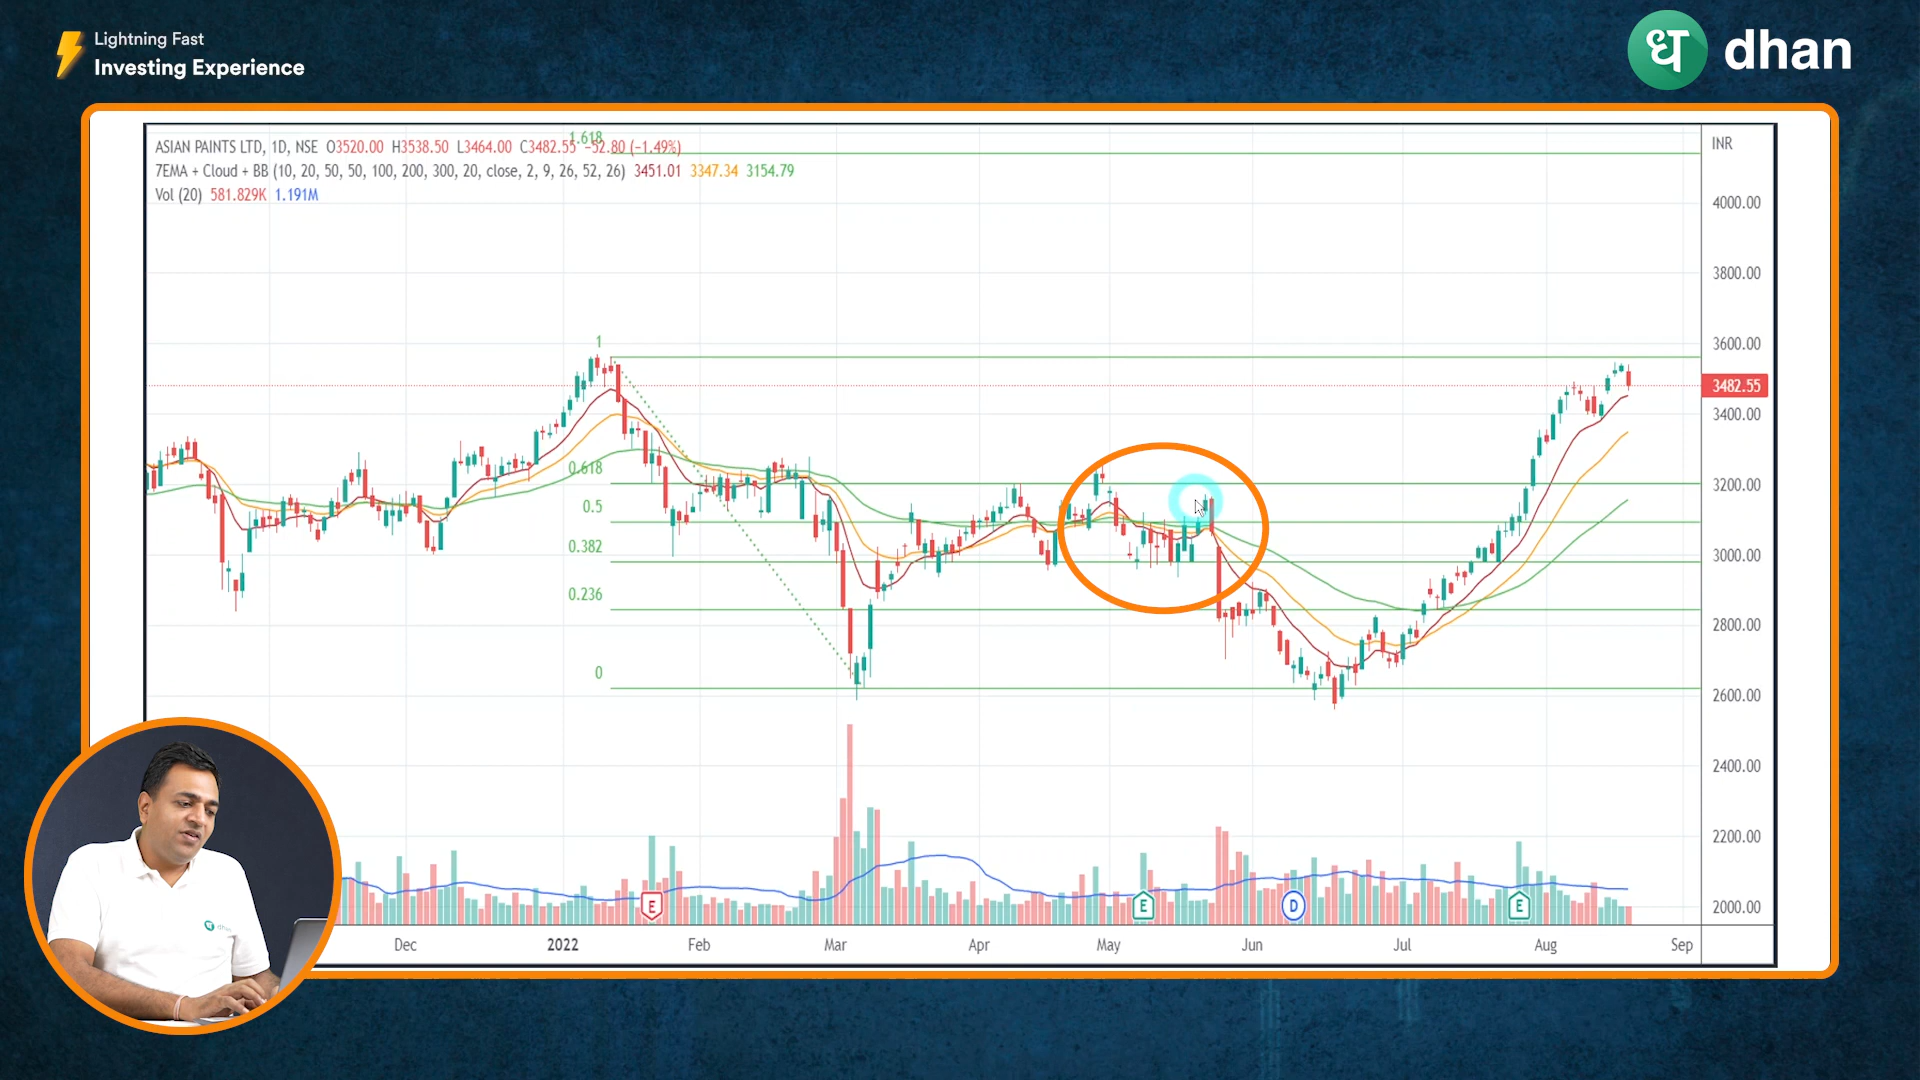 Lightning Fast
Investing Experience
ध dhan
ASIAN PAINTS LTD, 1D, NSE O3520.00 H3538.50 L3464.00 C3482.55 −52.80 (−1.49%)
7EMA + Cloud + BB (10, 20, 50, 50, 100, 200, 300, 20, close, 2, 9, 26, 52, 26) 3451.01 3347.34 3154.79
Vol (20) 581.829K 1.191M
1.618
1
0.618
0.5
0.382
0.236
0
INR
4000.00
3800.00
3600.00
3482.55
3400.00
3200.00
3000.00
2800.00
2600.00
2400.00
2200.00
2000.00
E
E
D
E
Dec 2022 Feb Mar Apr May Jun Jul Aug Sep